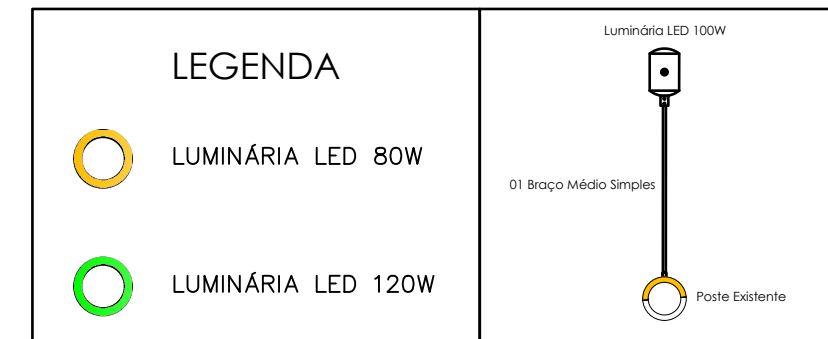 LEGENDA
LUMINÁRIA LED 80W
LUMINÁRIA LED 120W
Luminária LED 100W
01 Braço Médio Simples
Poste Existente